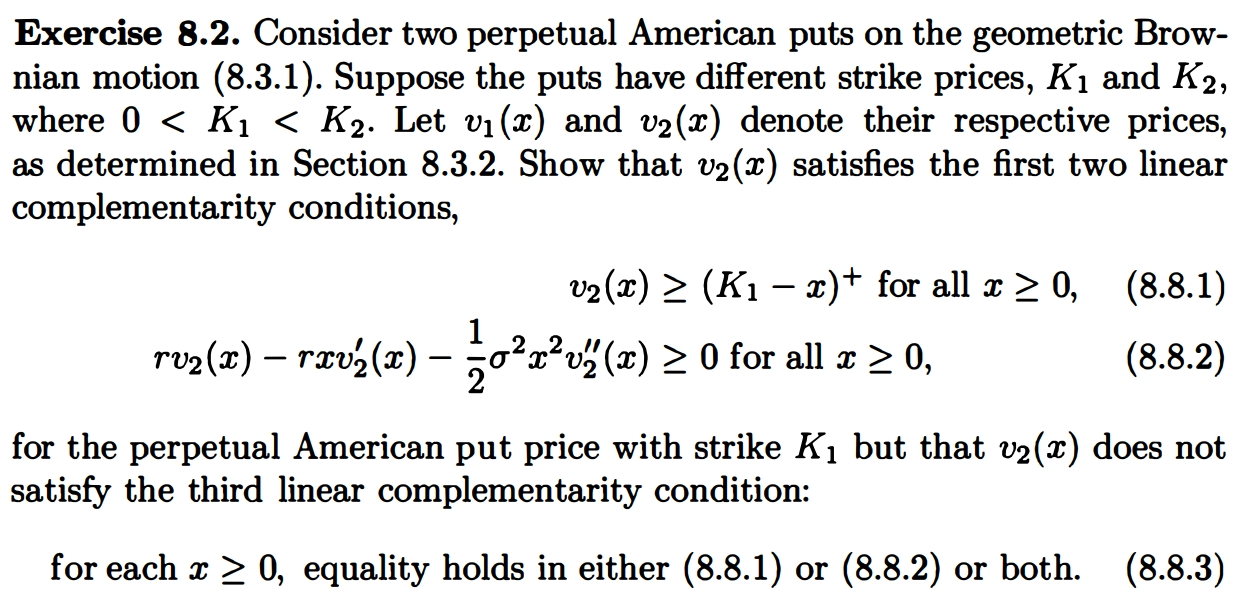 Exercise 8.2. Consider two perpetual American puts on the geometric Brow-
nian motion (8.3.1). Suppose the puts have different strike prices, K₁ and K₂,
where 0 < K₁ < K₂. Let v₁(x) and v₂(x) denote their respective prices,
as determined in Section 8.3.2. Show that v₂(x) satisfies the first two linear
complementarity conditions,
v₂(x) ≥ (K₁ − x)⁺ for all x ≥ 0, (8.8.1)
rv₂(x) − rxv₂′(x) − ½σ²x²v₂″(x) ≥ 0 for all x ≥ 0, (8.8.2)
for the perpetual American put price with strike K₁ but that v₂(x) does not
satisfy the third linear complementarity condition:
for each x ≥ 0, equality holds in either (8.8.1) or (8.8.2) or both. (8.8.3)